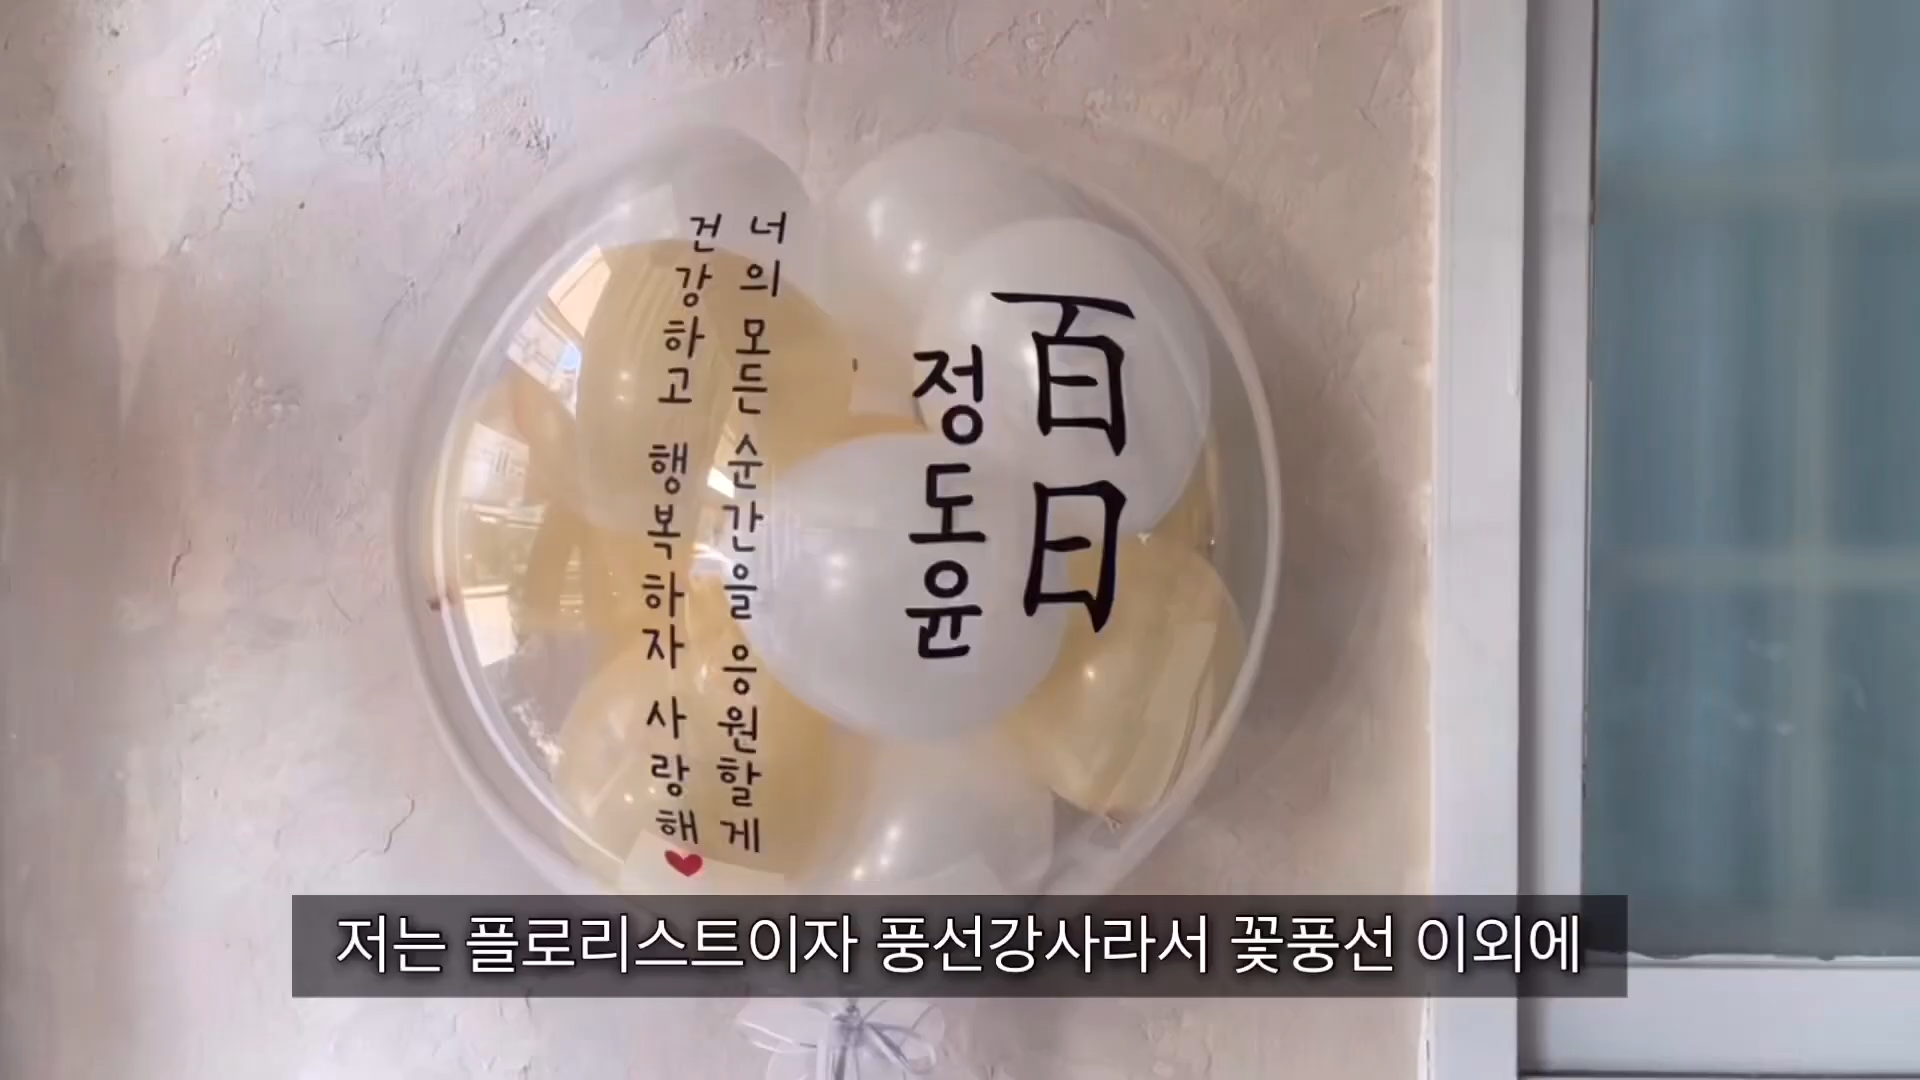 百日
정도윤
너의 모든 순간을 응원할게
건강하고 행복하자 사랑해
저는 플로리스트이자 풍선강사라서 꽃풍선 이외에